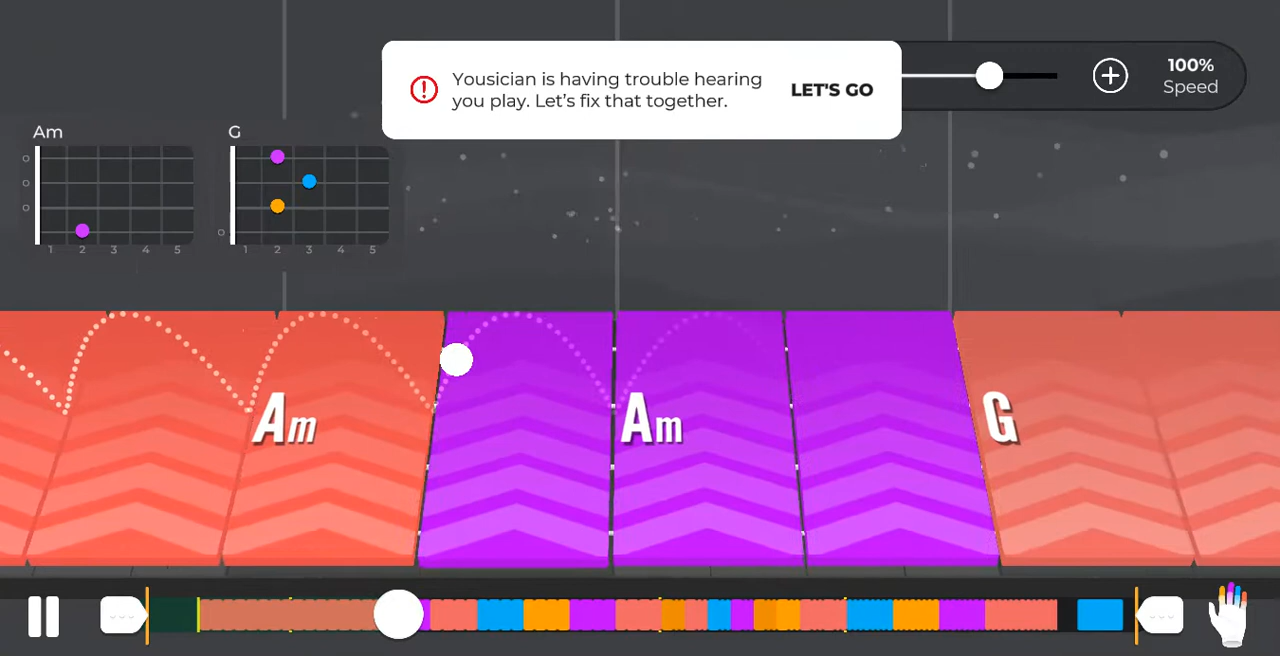 Yousician is having trouble hearing
you play. Let's fix that together.
LET'S GO
100%
Speed
Am
G
1 2 3 4 5
1 2 3 4 5
Am
Am
G